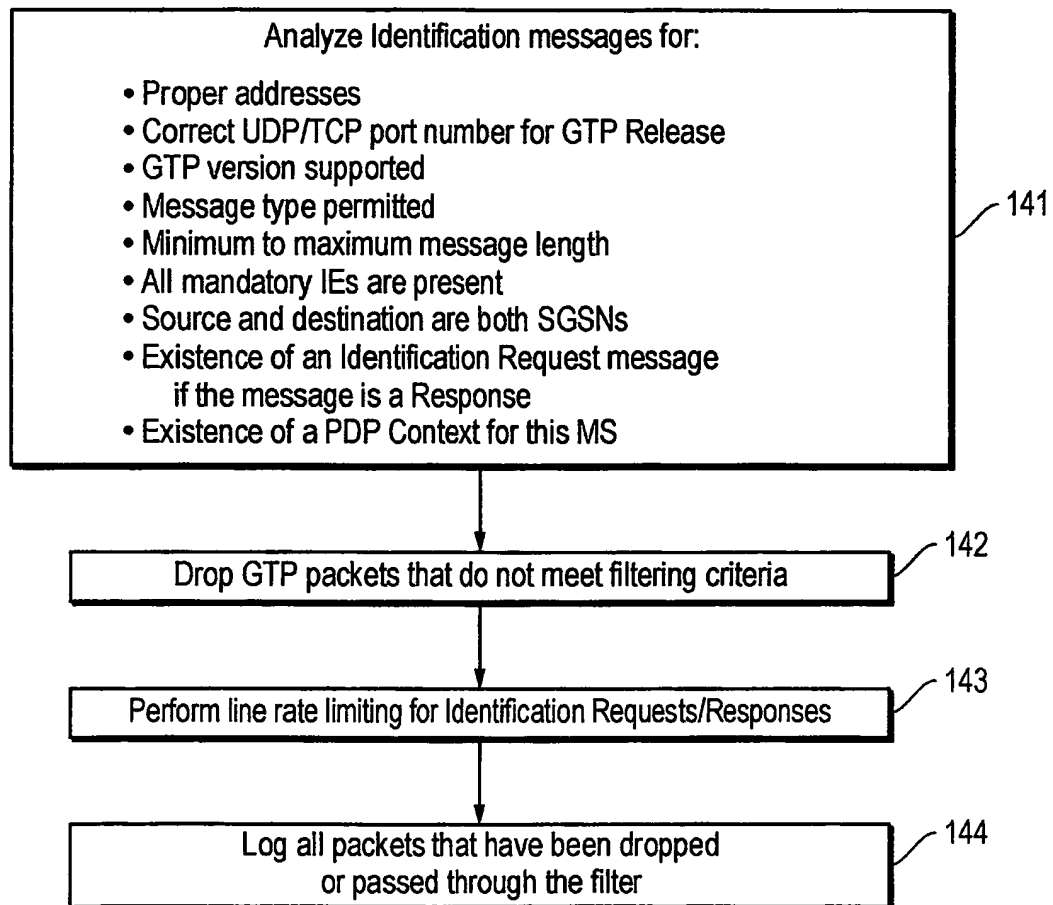 Analyze Identification messages for:
• Proper addresses
• Correct UDP/TCP port number for GTP Release
• GTP version supported
• Message type permitted
• Minimum to maximum message length
• All mandatory IEs are present
• Source and destination are both SGSNs
• Existence of an Identification Request message
if the message is a Response
• Existence of a PDP Context for this MS
141
Drop GTP packets that do not meet filtering criteria
142
Perform line rate limiting for Identification Requests/Responses
143
Log all packets that have been dropped
or passed through the filter
144